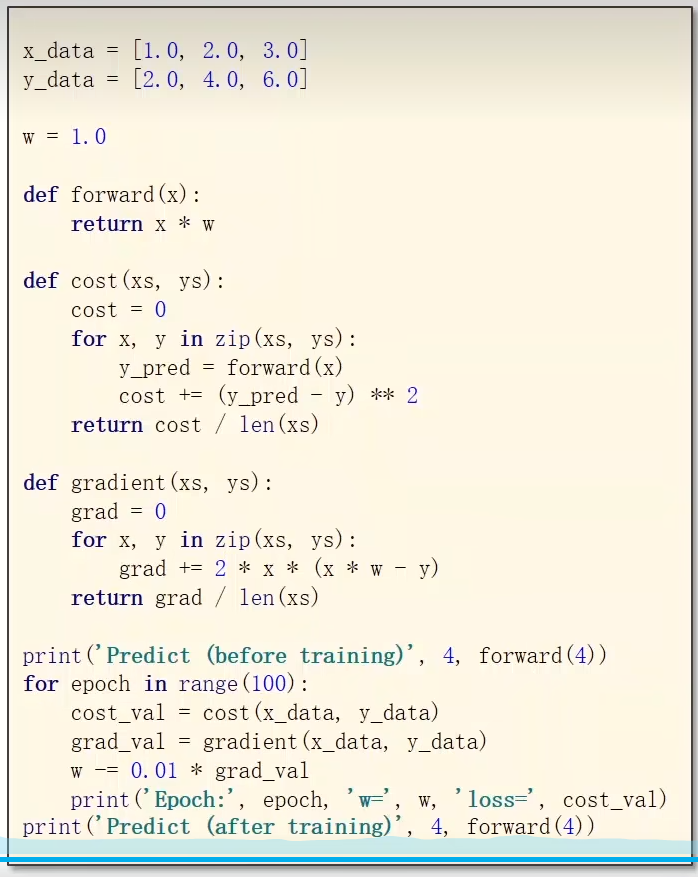 x_data = [1.0, 2.0, 3.0]
y_data = [2.0, 4.0, 6.0]

w = 1.0

def forward(x):
    return x * w

def cost(xs, ys):
    cost = 0
    for x, y in zip(xs, ys):
        y_pred = forward(x)
        cost += (y_pred - y) ** 2
    return cost / len(xs)

def gradient(xs, ys):
    grad = 0
    for x, y in zip(xs, ys):
        grad += 2 * x * (x * w - y)
    return grad / len(xs)

print('Predict (before training)', 4, forward(4))
for epoch in range(100):
    cost_val = cost(x_data, y_data)
    grad_val = gradient(x_data, y_data)
    w -= 0.01 * grad_val
    print('Epoch:', epoch, 'w=', w, 'loss=', cost_val)
print('Predict (after training)', 4, forward(4))